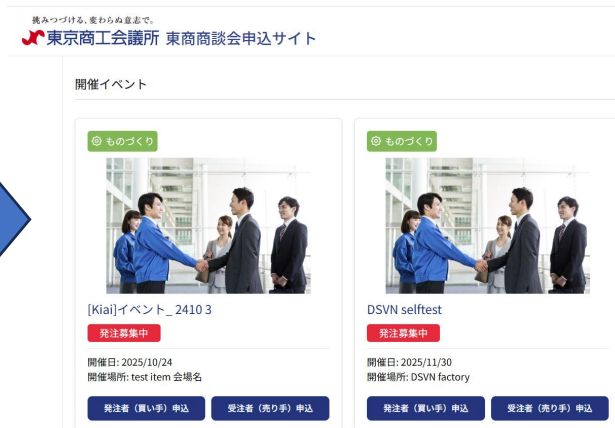 挑みつづける、変わらぬ意志で。
東京商工会議所 東商商談会申込サイト
開催イベント
ものづくり
[Kiai]イベント_ 2410 3
発注募集中
開催日: 2025/10/24
開催場所: test item 会場名
発注者（買い手）申込 受注者（売り手）申込
ものづくり
DSVN selftest
発注募集中
開催日: 2025/11/30
開催場所: DSVN factory
発注者（買い手）申込 受注者（売り手）申込